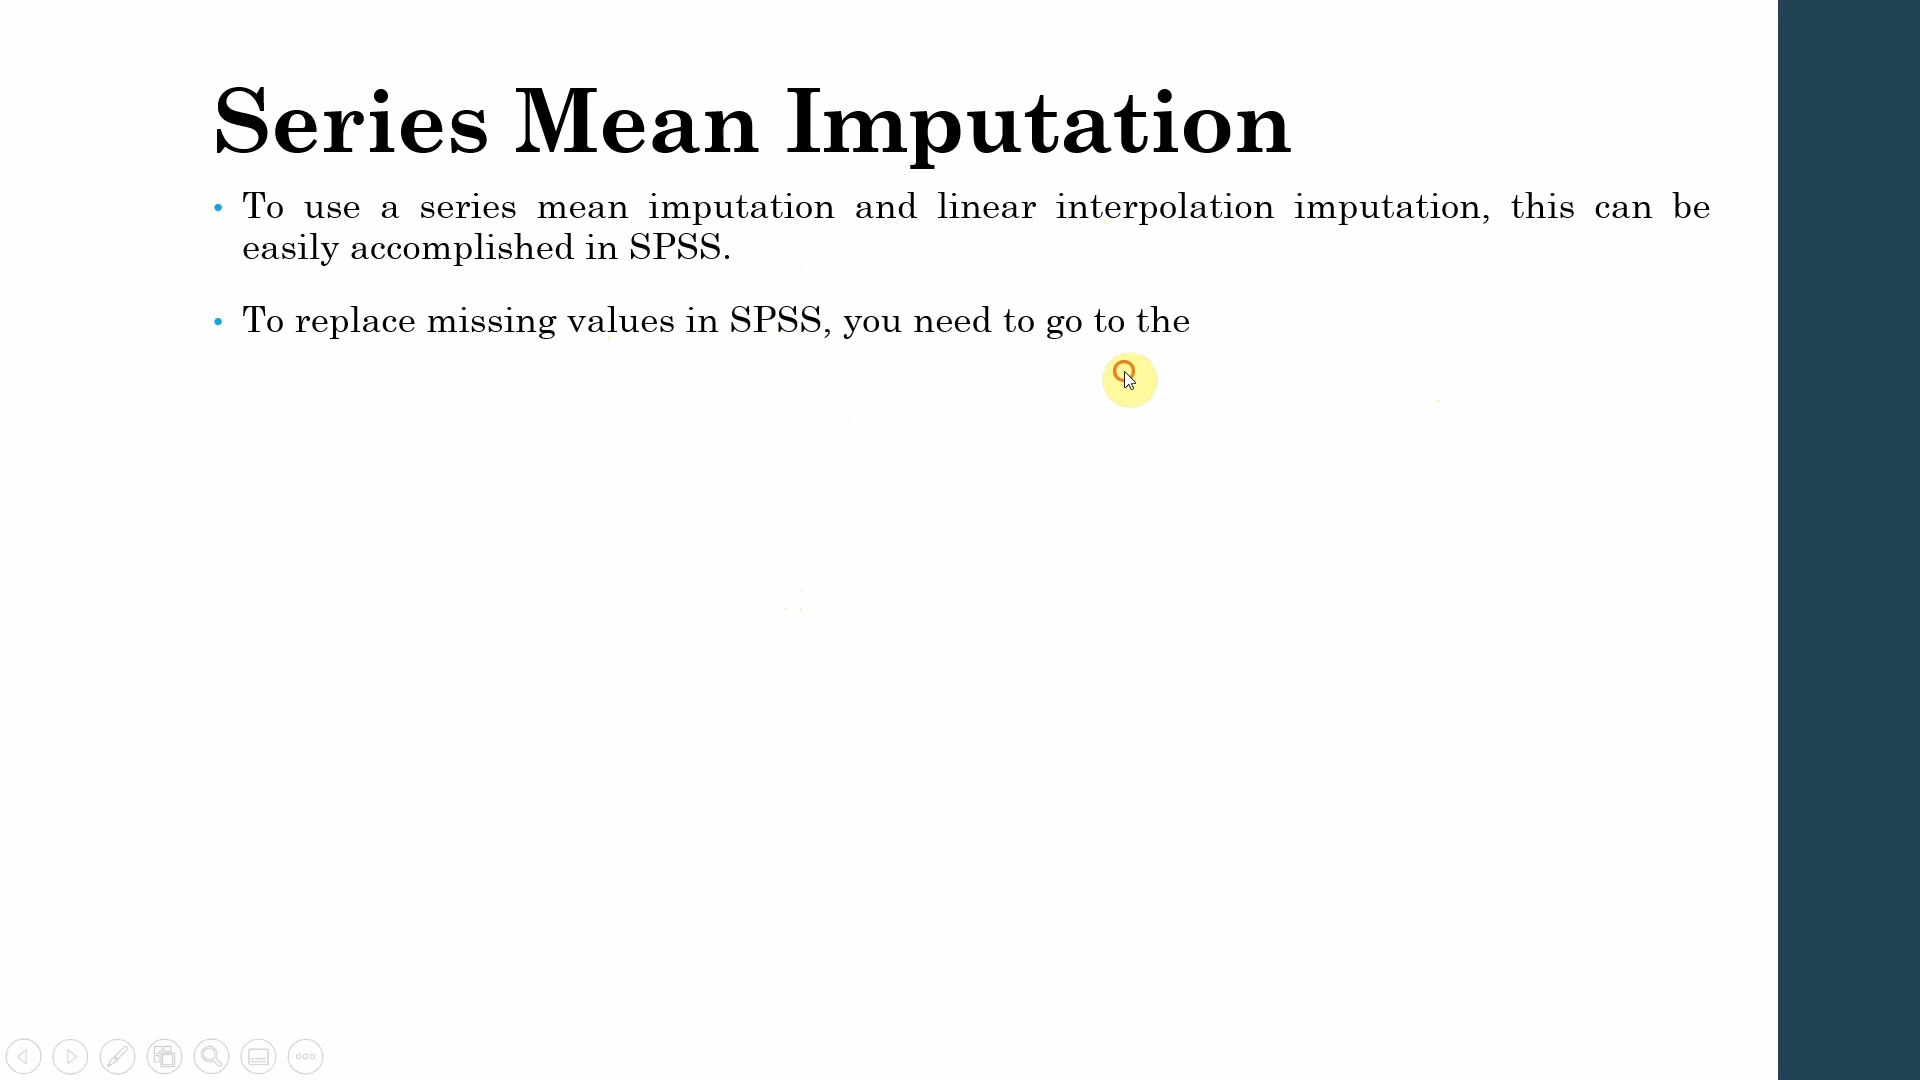 Series Mean Imputation
• To use a series mean imputation and linear interpolation imputation, this can be
easily accomplished in SPSS.
• To replace missing values in SPSS, you need to go to the